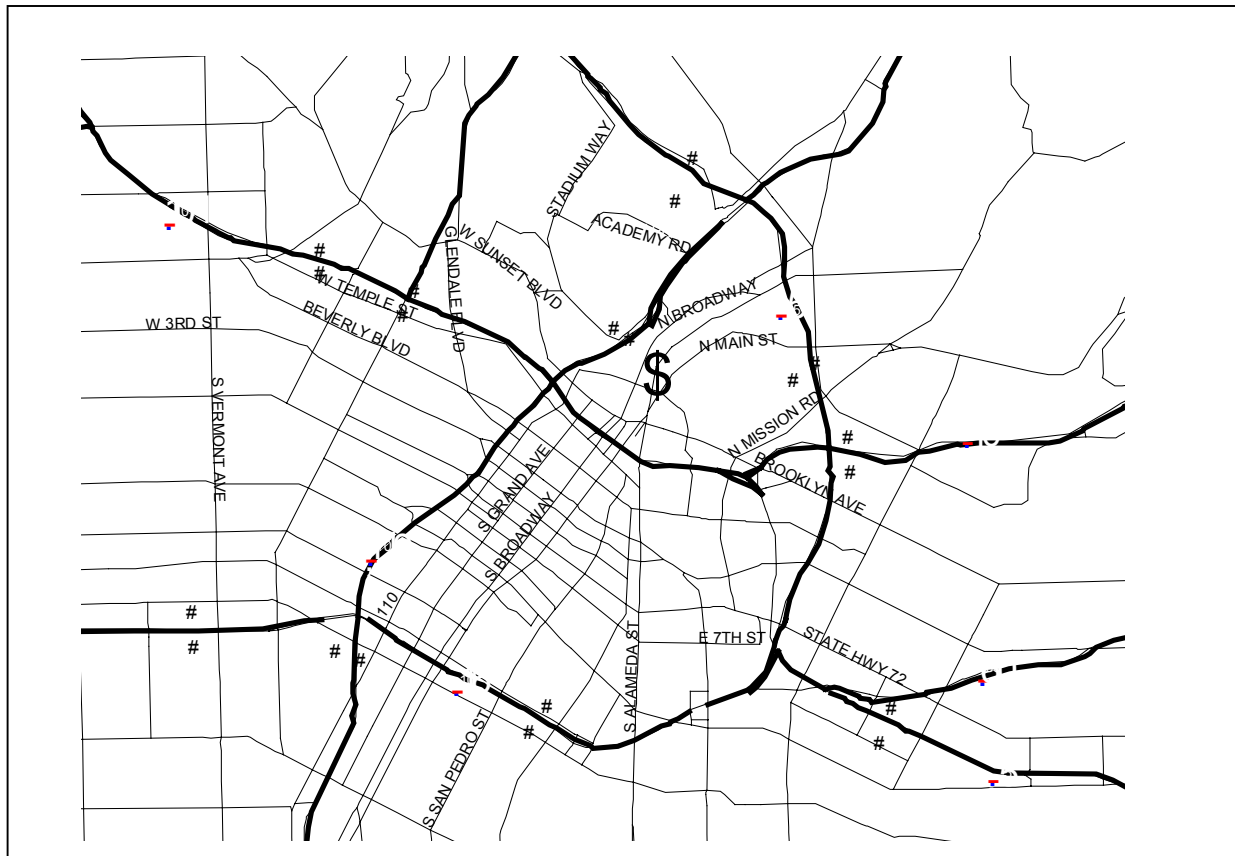 STADIUM WAY
#
#
ACADEMY RD
GLENDALE BLVD
W SUNSET BLVD
#
#
W TEMPLE ST
#
#
BEVERLY BLVD
W 3RD ST
N BROADWAY
#
#
N MAIN ST
$
#
#
S VERMONT AVE
N MISSION RD
#
#
BROOKLYN AVE
S GRAND AVE
S BROADWAY
110
#
#
#
#
E 7TH ST
STATE HWY 72
S ALAMEDA ST
#
#
#
#
S SAN PEDRO ST